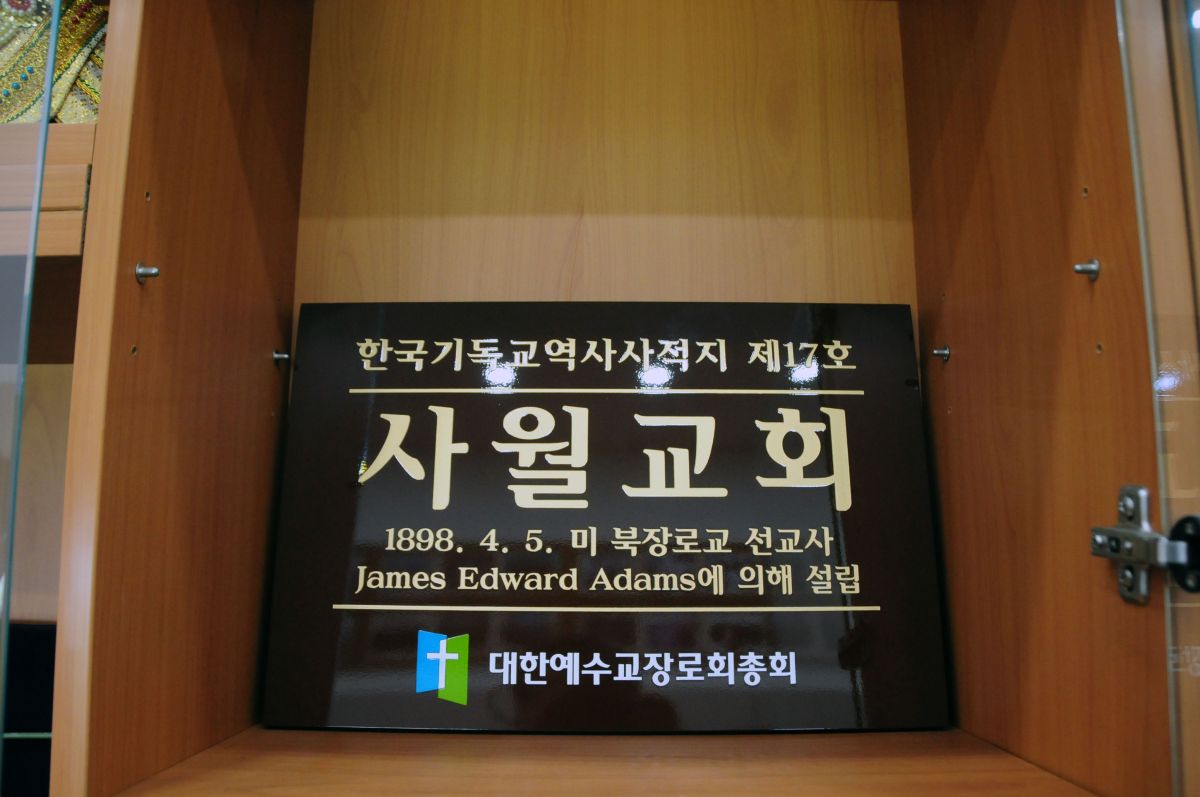 한국기독교역사사적지 제17호
사월교회
1898. 4. 5. 미 북장로교 선교사
James Edward Adams에 의해 설립
대한예수교장로회총회